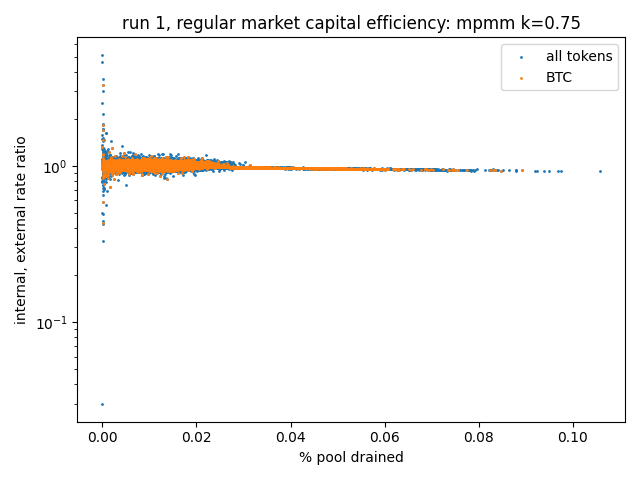 run 1, regular market capital efficiency: mpmm k=0.75
all tokens
BTC
internal, external rate ratio
10⁰
10⁻¹
0.00 0.02 0.04 0.06 0.08 0.10
% pool drained